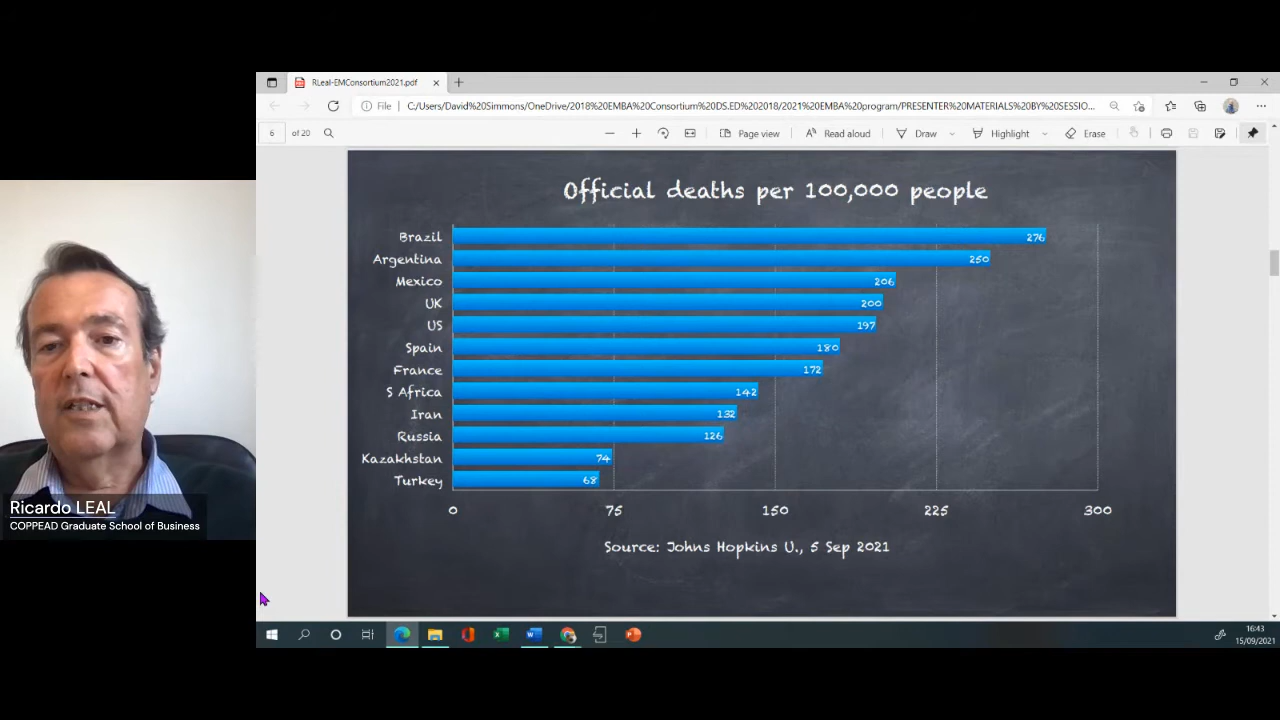 RLeal-EMConsortium2021.pdf
File C:/Users/David%20Simmons/OneDrive/2018%20EMBA%20Consortium%20DS.ED%202018/2021%20EMBA%20program/PRESENTER%20MATERIALS%20BY%20SESSIO...
6 of 20 Page view Read aloud Draw Highlight Erase
Official deaths per 100,000 people
Brazil 276
Argentina 250
Mexico 206
UK 200
US 197
Spain 180
France 172
S Africa 142
Iran 132
Russia 126
Kazakhstan 74
Turkey 68
0 75 150 225 300
Source: Johns Hopkins U., 5 Sep 2021
Ricardo LEAL
COPPEAD Graduate School of Business
16:43
15/09/2021